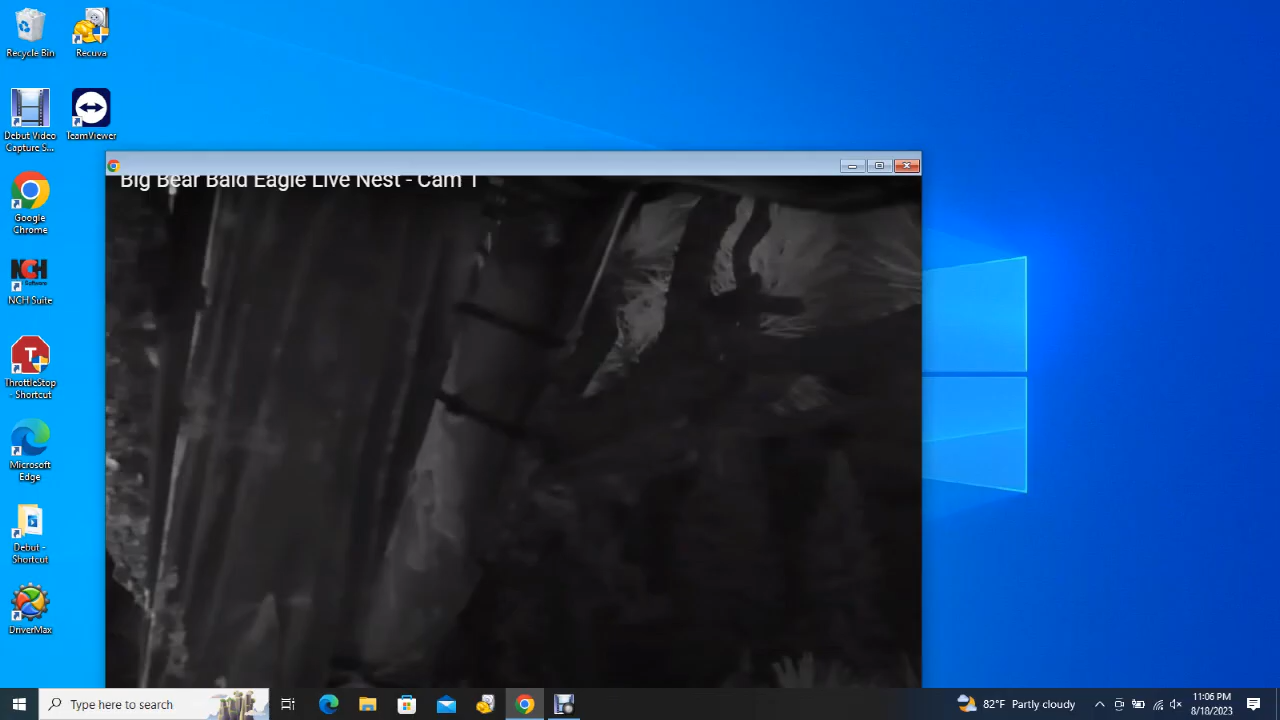 Recycle Bin
Recuva
Debut Video
Capture S...
TeamViewer
Big Bear Bald Eagle Live Nest - Cam 1
Google
Chrome
NCH
Software
NCH Suite
T
ThrottleStop
- Shortcut
Microsoft
Edge
Debut -
Shortcut
DriverMax
Type here to search
82°F Partly cloudy
11:06 PM
8/18/2023